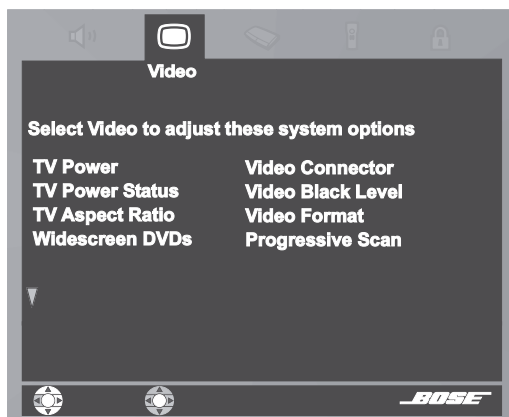 Video
Select Video to adjust these system options
TV Power
TV Power Status
TV Aspect Ratio
Widescreen DVDs
Video Connector
Video Black Level
Video Format
Progressive Scan
BOSE